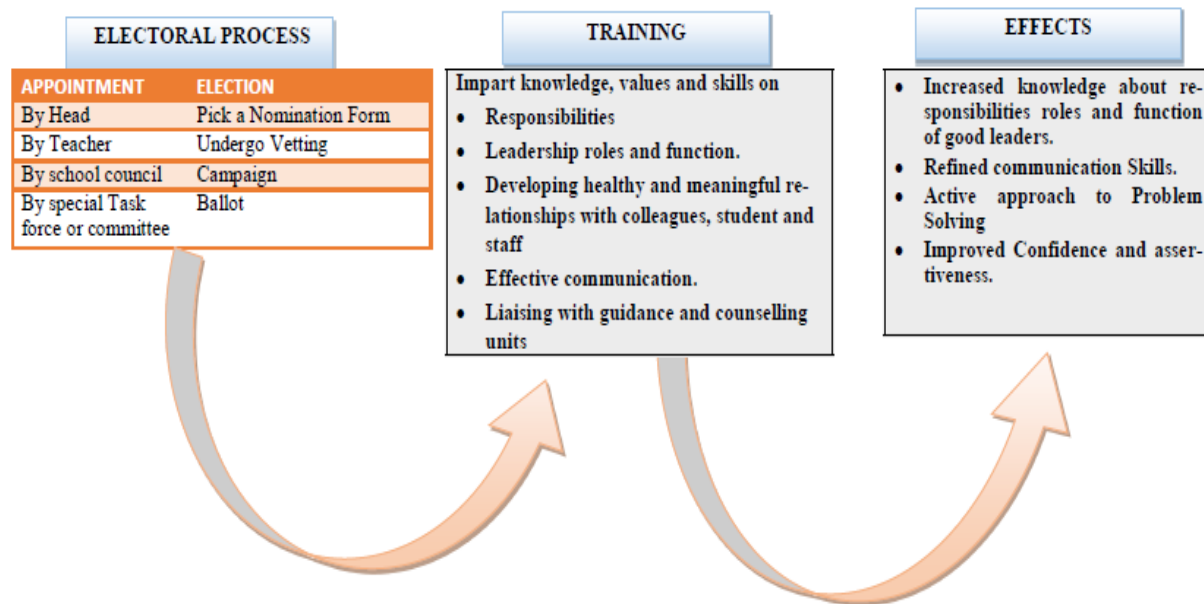 ELECTORAL PROCESS
APPOINTMENT ELECTION
By Head Pick a Nomination Form
By Teacher Undergo Vetting
By school council Campaign
By special Task Ballot
force or committee
TRAINING
Impart knowledge, values and skills on
• Responsibilities
• Leadership roles and function.
• Developing healthy and meaningful re-
lationships with colleagues, student and
staff
• Effective communication.
• Liaising with guidance and counselling
units
EFFECTS
• Increased knowledge about re-
sponsibilities roles and function
of good leaders.
• Refined communication Skills.
• Active approach to Problem
Solving
• Improved Confidence and asser-
tiveness.